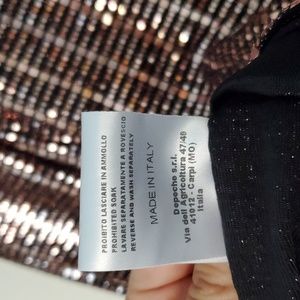 PROIBITO LASCIARE IN AMMOLLO
PROHIBITED SOAK
LAVARE SEPARATAMENTE A ROVESCIO
REVERSE AND WASH SEPARATELY
MADE IN ITALY
Depeche s.r.l.
Via dell Agricoltura 47/49
41012 - Carpi (MO)
Italia